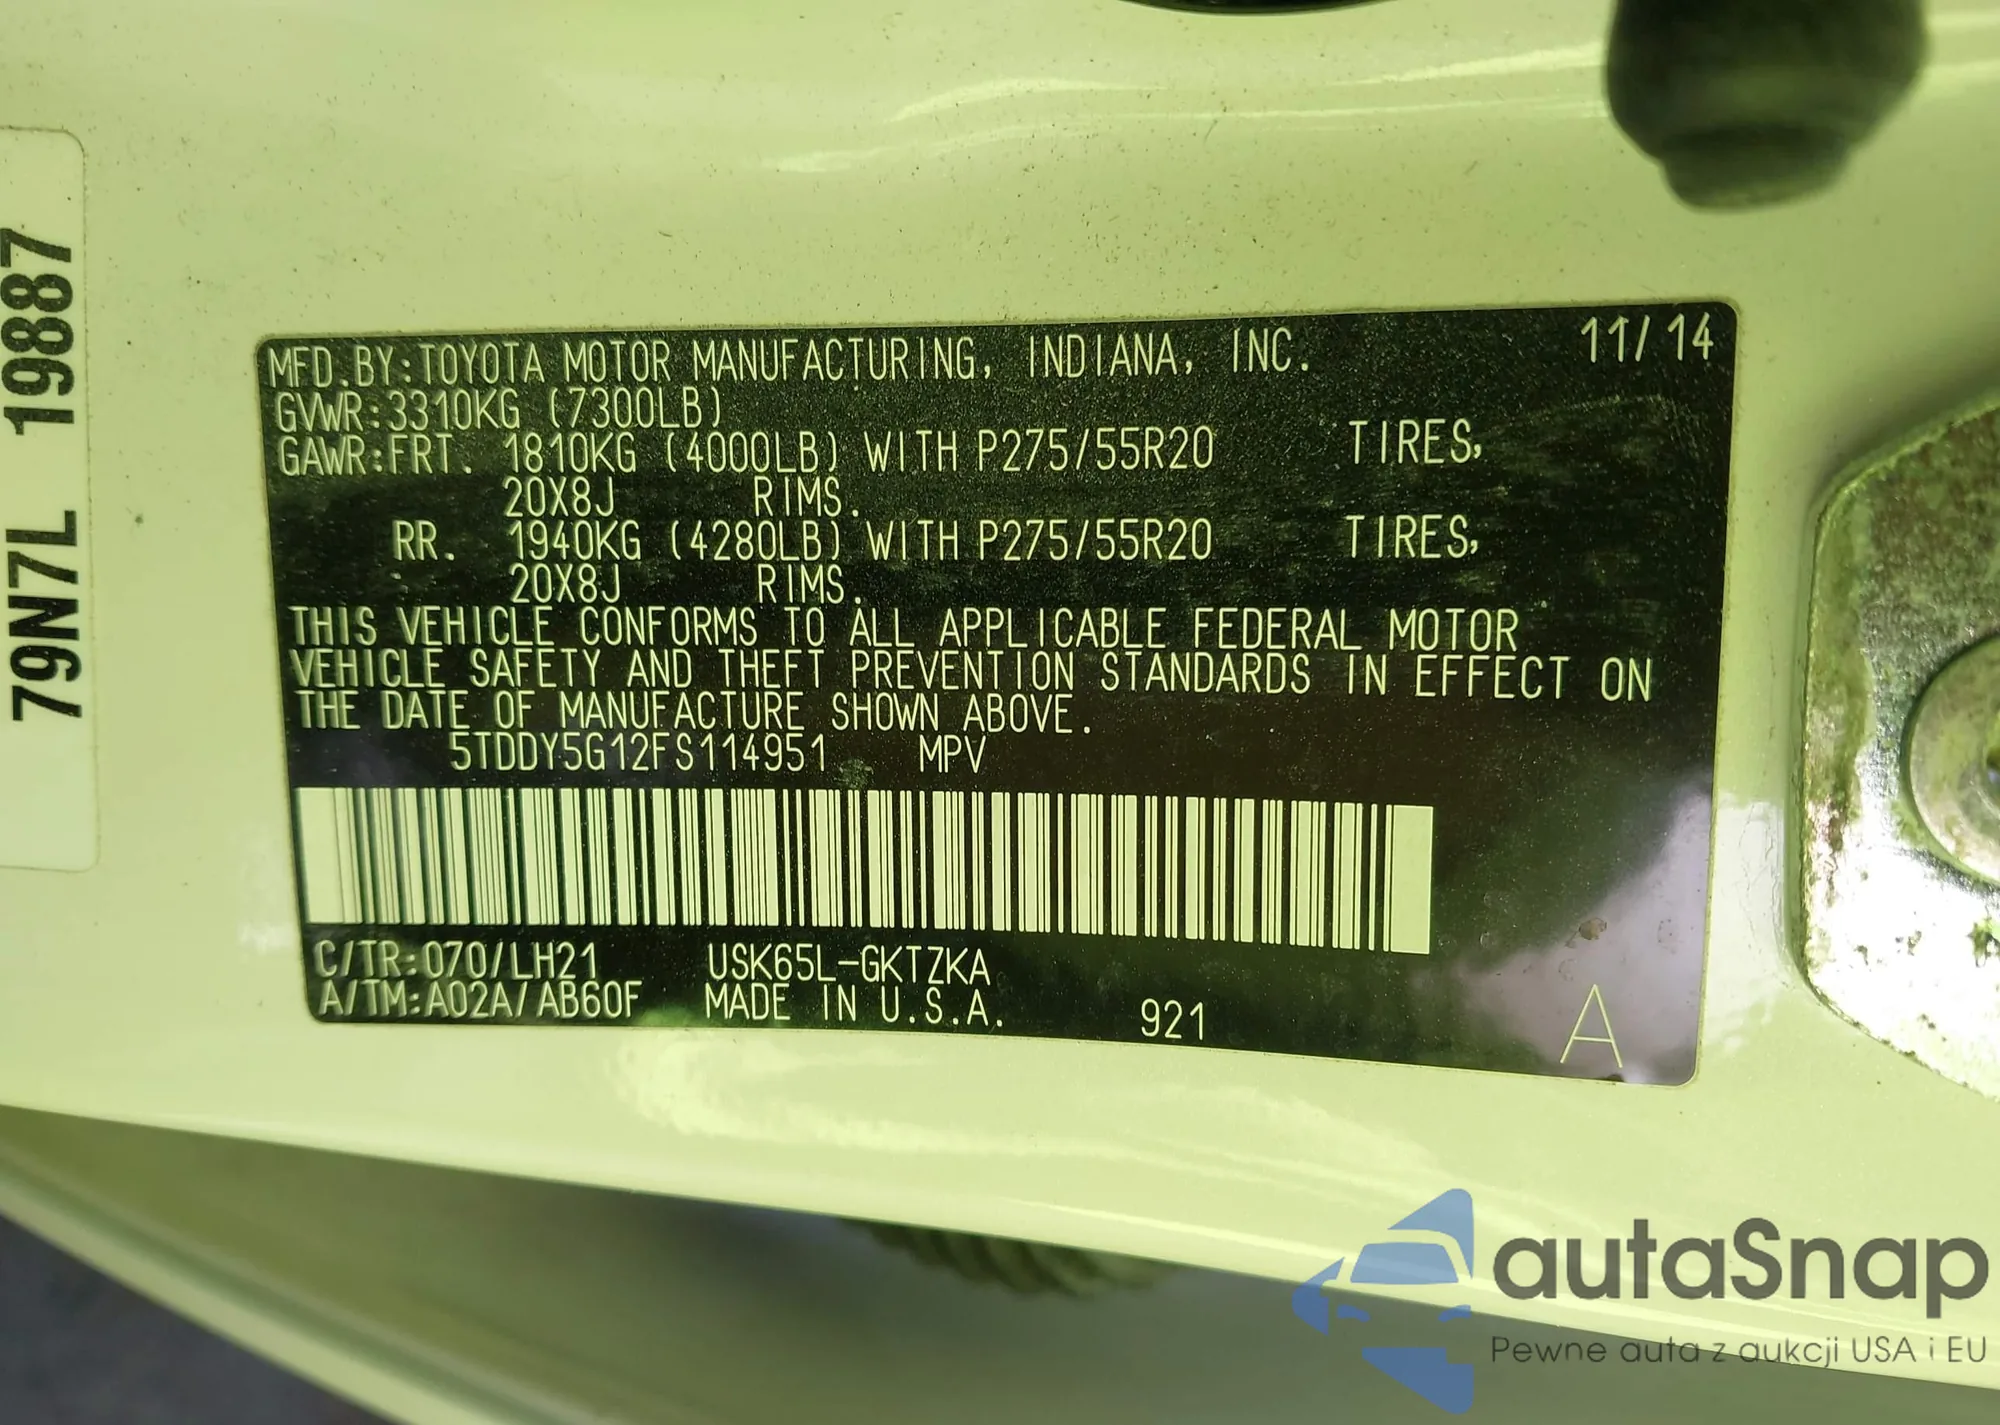 79N7L 19887
MFD.BY:TOYOTA MOTOR MANUFACTURING, INDIANA, INC. 11/14
GVWR:3310KG (7300LB)
GAWR:FRT. 1810KG (4000LB) WITH P275/55R20 TIRES,
20X8J RIMS.
RR. 1940KG (4280LB) WITH P275/55R20 TIRES,
20X8J RIMS.
THIS VEHICLE CONFORMS TO ALL APPLICABLE FEDERAL MOTOR
VEHICLE SAFETY AND THEFT PREVENTION STANDARDS IN EFFECT ON
THE DATE OF MANUFACTURE SHOWN ABOVE.
5TDDY5G12FS114951 MPV
C/TR:070/LH21 USK65L-GKTZKA
A/TM:A02A/AB60F MADE IN U.S.A. 921 A
autaSnap
Pewne auta z aukcji USA i EU